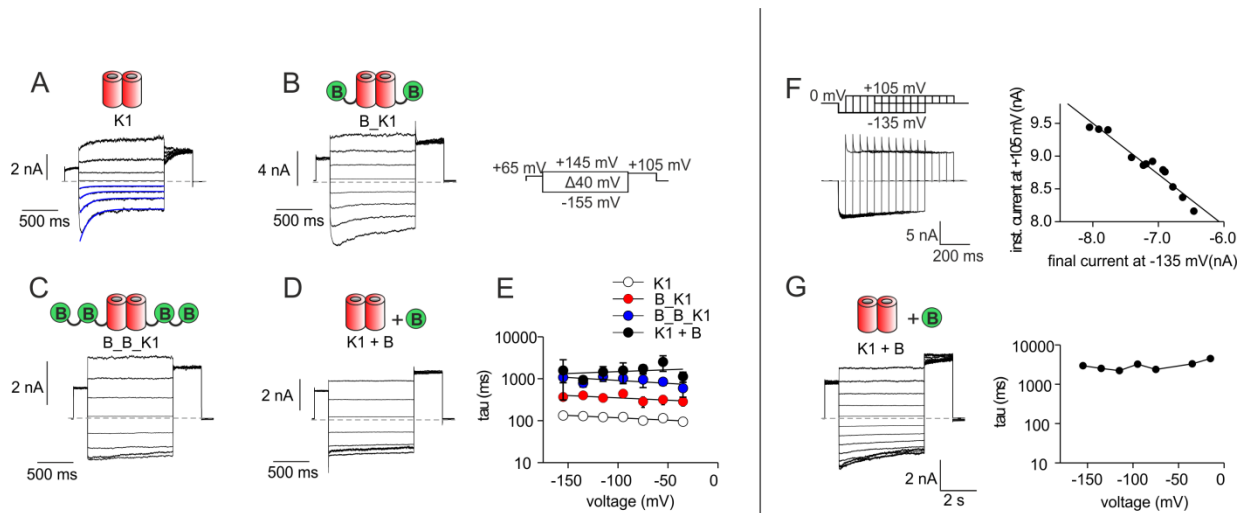 A
K1
2 nA
500 ms
B
B B
B_K1
4 nA
500 ms
+65 mV +145 mV +105 mV
Δ40 mV
-155 mV
C
B B B B
B_B_K1
2 nA
500 ms
D
+ B
K1 + B
2 nA
500 ms
E
K1
B_K1
B_B_K1
K1 + B
10000
1000
100
10
tau (ms)
-150 -100 -50 0
voltage (mV)
F
0 mV +105 mV
-135 mV
5 nA
200 ms
inst. current at +105 mV (nA)
9.5
9.0
8.5
8.0
-8.0 -7.0 -6.0
final current at -135 mV(nA)
G
+ B
K1 + B
2 nA
2 s
10000
1000
100
10
tau (ms)
-150 -100 -50 0
voltage (mV)